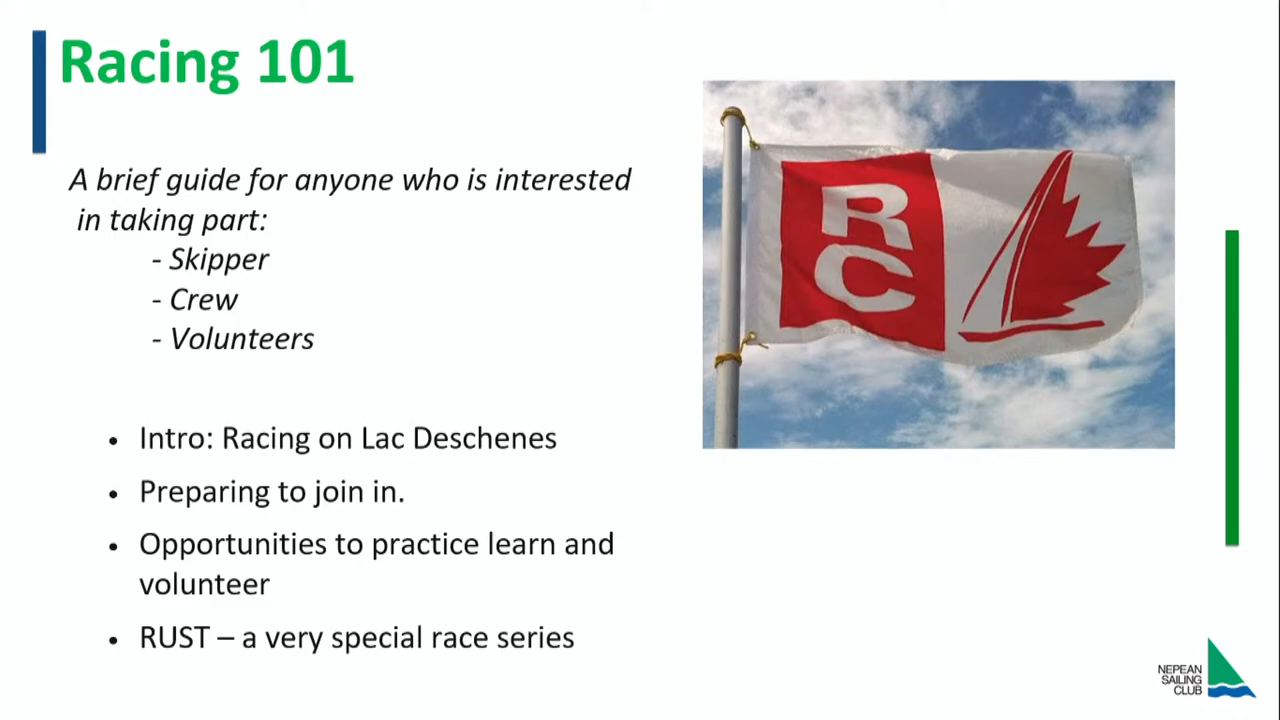 Racing 101
A brief guide for anyone who is interested
in taking part:
- Skipper
- Crew
- Volunteers
• Intro: Racing on Lac Deschenes
• Preparing to join in.
• Opportunities to practice learn and
volunteer
• RUST – a very special race series
R
C
NEPEAN
SAILING
CLUB